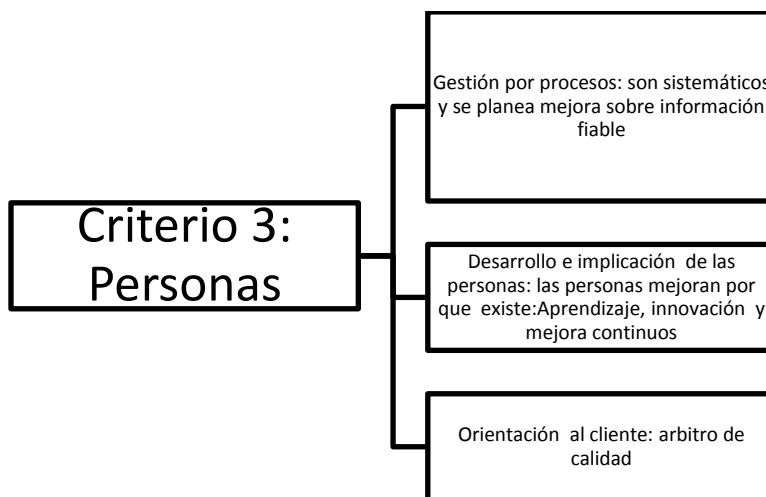 Criterio 3:
Personas
Gestión por procesos: son sistemáticos
y se planea mejora sobre información
fiable
Desarrollo e implicación de las
personas: las personas mejoran por
que existe:Aprendizaje, innovación y
mejora continuos
Orientación al cliente: arbitro de
calidad